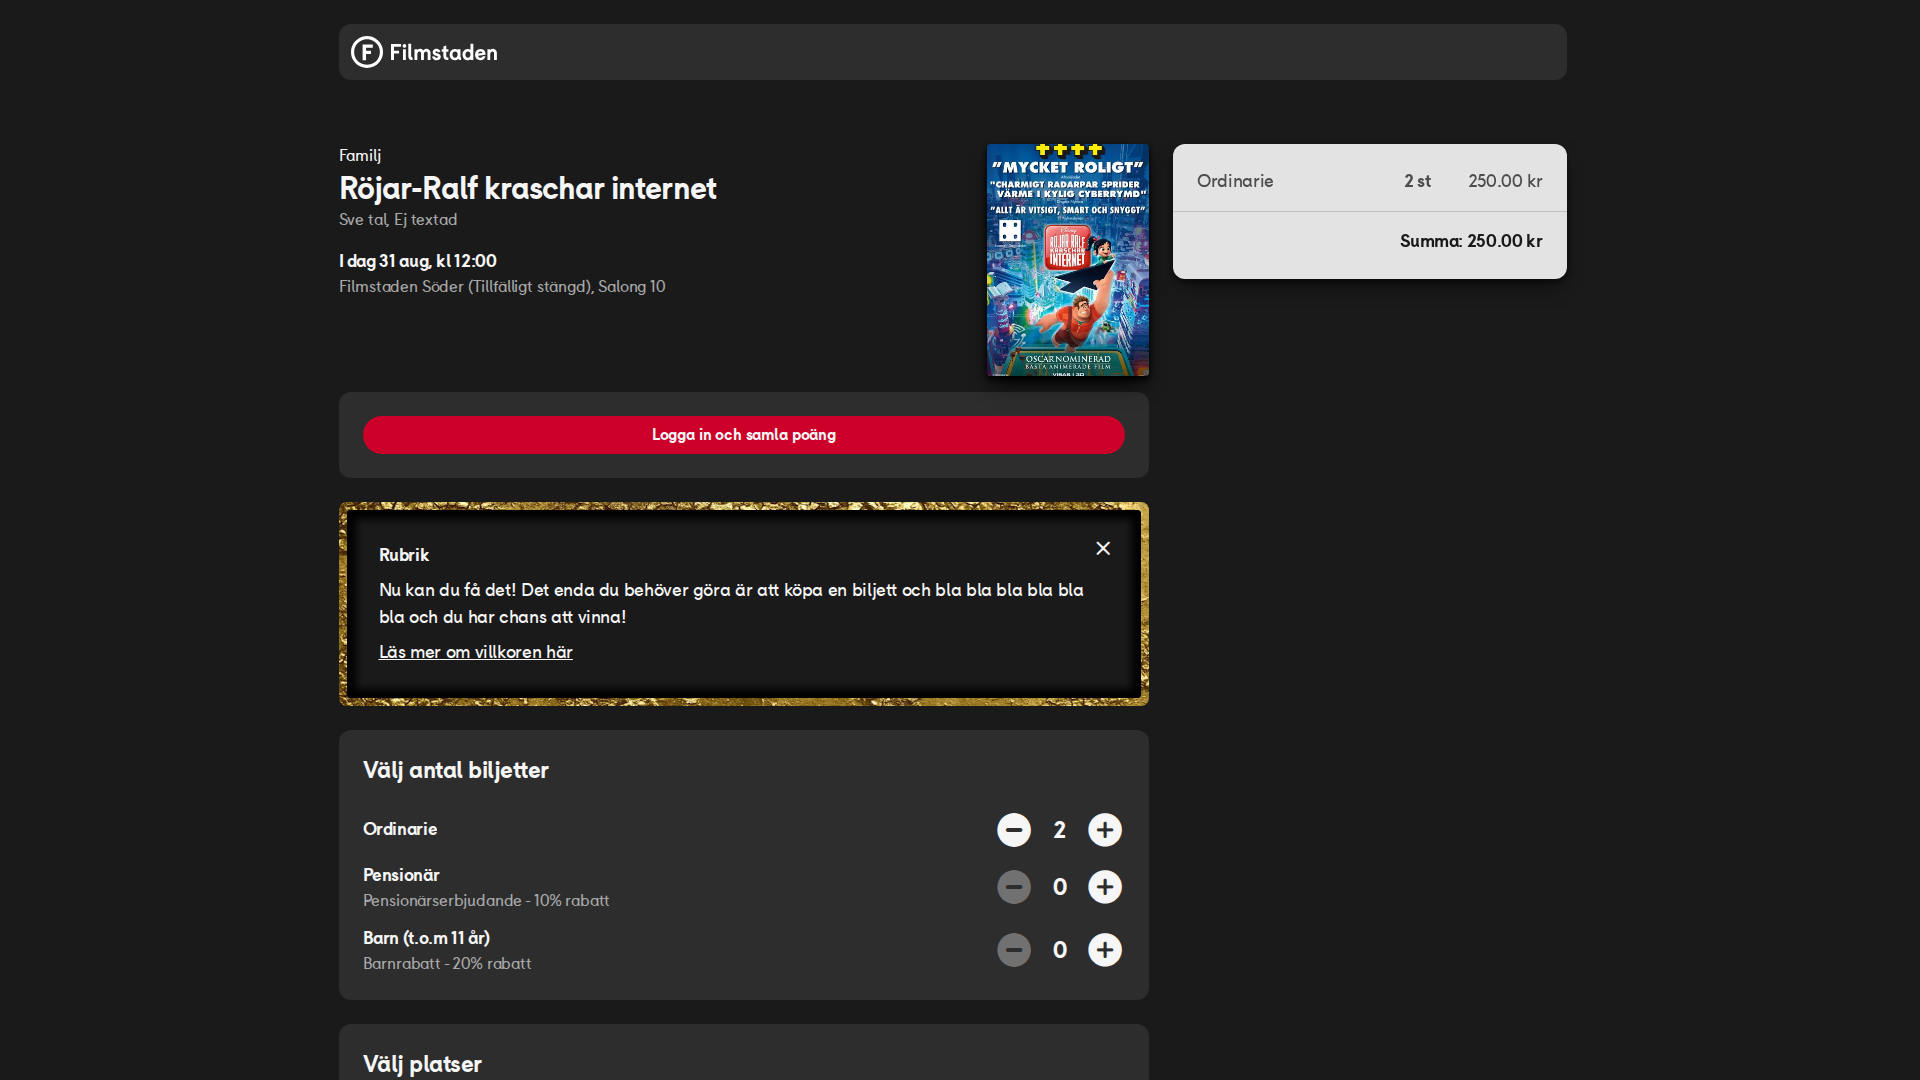 Filmstaden
Familj
Röjar-Ralf kraschar internet
Sve tal, Ej textad
I dag 31 aug, kl 12:00
Filmstaden Söder (Tillfälligt stängd), Salong 10
"MYCKET ROLIGT"
"CHARMIGT RADARPAR SPRIDER
VÄRME I KYLIG CYBERRYMD"
"ALLT ÄR VITSIGT, SMART OCH SNYGGT"
RÖJAR RALF
KRASCHAR
INTERNET
OSCARNOMINERAD
BÄSTA ANIMERADE FILM
Ordinarie 2 st 250.00 kr
Summa: 250.00 kr
Logga in och samla poäng
Rubrik
Nu kan du få det! Det enda du behöver göra är att köpa en biljett och bla bla bla bla bla
bla och du har chans att vinna!
Läs mer om villkoren här
Välj antal biljetter
Ordinarie 2
Pensionär
Pensionärserbjudande - 10% rabatt 0
Barn (t.o.m 11 år)
Barnrabatt - 20% rabatt 0
Välj platser